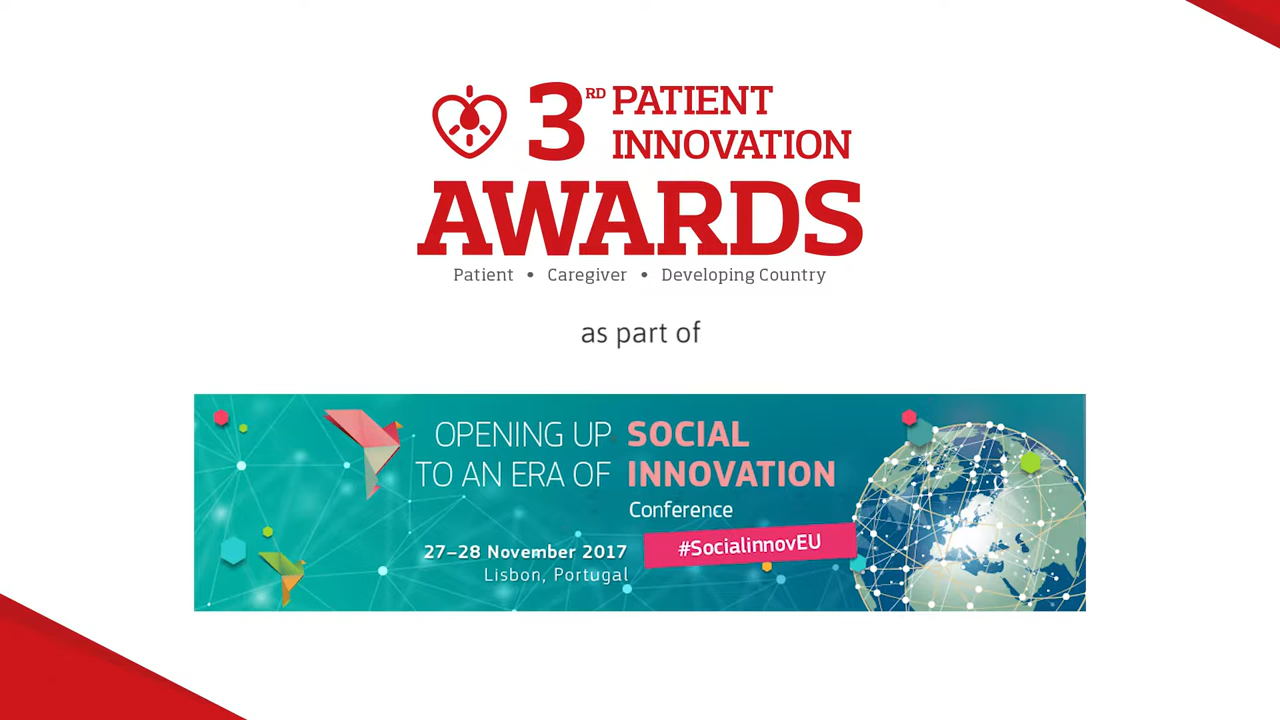 3RD PATIENT
INNOVATION
AWARDS
Patient • Caregiver • Developing Country
as part of
OPENING UP SOCIAL
TO AN ERA OF INNOVATION
Conference
27–28 November 2017
#SocialinnovEU
Lisbon, Portugal